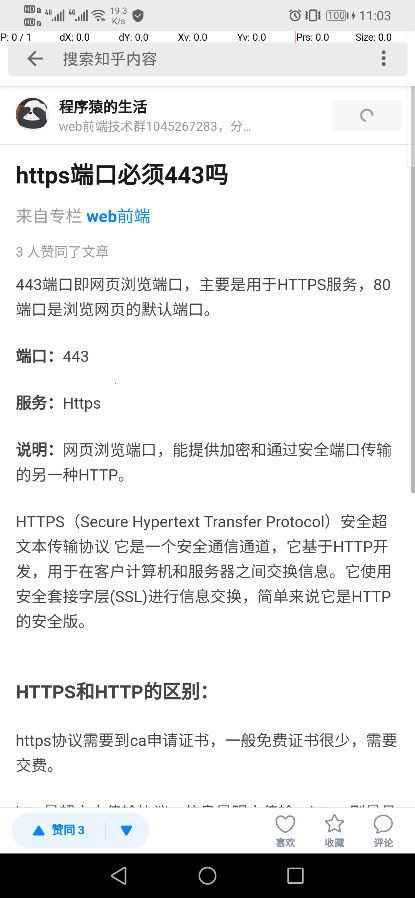 46 46 19.3 K/s 100 11:03
P: 0 / 1 dX: 0.0 dY: 0.0 Xv: 0.0 Yv: 0.0 Prs: 0.0 Size: 0.0
搜索知乎内容
程序猿的生活
web前端技术群1045267283，分...
https端口必须443吗
来自专栏 web前端
3 人赞同了文章
443端口即网页浏览端口，主要是用于HTTPS服务，80
端口是浏览网页的默认端口。
端口：443
服务：Https
说明：网页浏览端口，能提供加密和通过安全端口传输
的另一种HTTP。
HTTPS（Secure Hypertext Transfer Protocol）安全超
文本传输协议 它是一个安全通信通道，它基于HTTP开
发，用于在客户计算机和服务器之间交换信息。它使用
安全套接字层(SSL)进行信息交换，简单来说它是HTTP
的安全版。
HTTPS和HTTP的区别：
https协议需要到ca申请证书，一般免费证书很少，需要
交费。
赞同 3
喜欢 收藏 评论